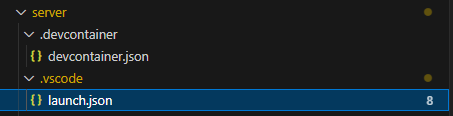 server
.devcontainer
{} devcontainer.json
.vscode
{} launch.json 8